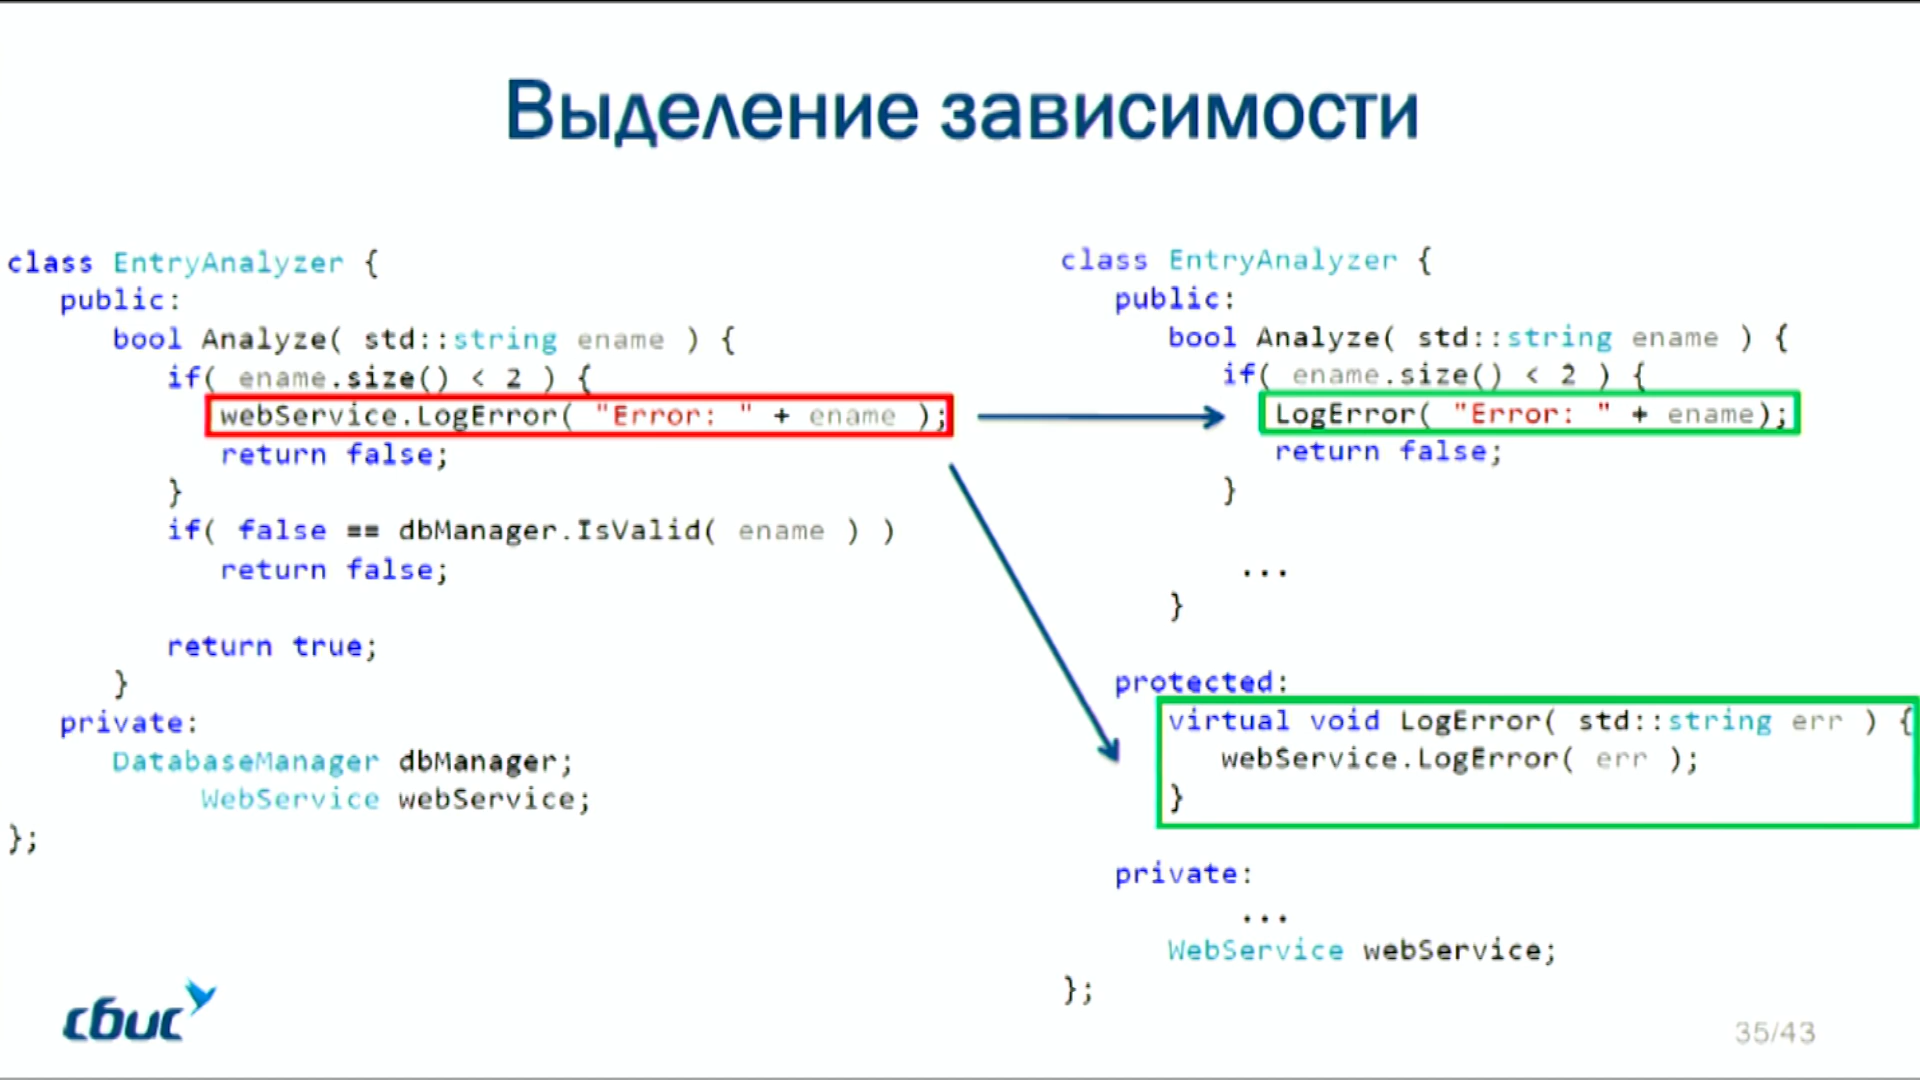 Выделение зависимости
class EntryAnalyzer {
public:
bool Analyze( std::string ename ) {
if( ename.size() < 2 ) {
webService.LogError( "Error: " + ename );
return false;
}
if( false == dbManager.IsValid( ename ) )
return false;
return true;
}
private:
DatabaseManager dbManager;
WebService webService;
};
class EntryAnalyzer {
public:
bool Analyze( std::string ename ) {
if( ename.size() < 2 ) {
LogError( "Error: " + ename);
return false;
}
...
}
protected:
virtual void LogError( std::string err ) {
webService.LogError( err );
}
private:
...
WebService webService;
};
сбис
35/43